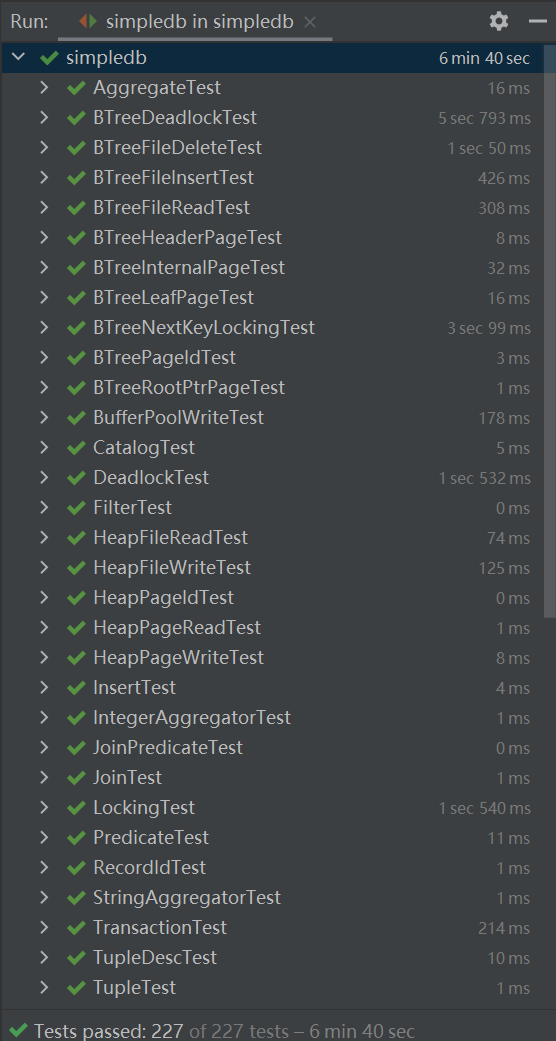 Run: simpledb in simpledb
simpledb 6 min 40 sec
AggregateTest 16 ms
BTreeDeadlockTest 5 sec 793 ms
BTreeFileDeleteTest 1 sec 50 ms
BTreeFileInsertTest 426 ms
BTreeFileReadTest 308 ms
BTreeHeaderPageTest 8 ms
BTreeInternalPageTest 32 ms
BTreeLeafPageTest 16 ms
BTreeNextKeyLockingTest 3 sec 99 ms
BTreePageIdTest 3 ms
BTreeRootPtrPageTest 1 ms
BufferPoolWriteTest 178 ms
CatalogTest 5 ms
DeadlockTest 1 sec 532 ms
FilterTest 0 ms
HeapFileReadTest 74 ms
HeapFileWriteTest 125 ms
HeapPageIdTest 0 ms
HeapPageReadTest 1 ms
HeapPageWriteTest 8 ms
InsertTest 4 ms
IntegerAggregatorTest 1 ms
JoinPredicateTest 0 ms
JoinTest 1 ms
LockingTest 1 sec 540 ms
PredicateTest 11 ms
RecordIdTest 1 ms
StringAggregatorTest 1 ms
TransactionTest 214 ms
TupleDescTest 10 ms
TupleTest 1 ms
Tests passed: 227 of 227 tests – 6 min 40 sec